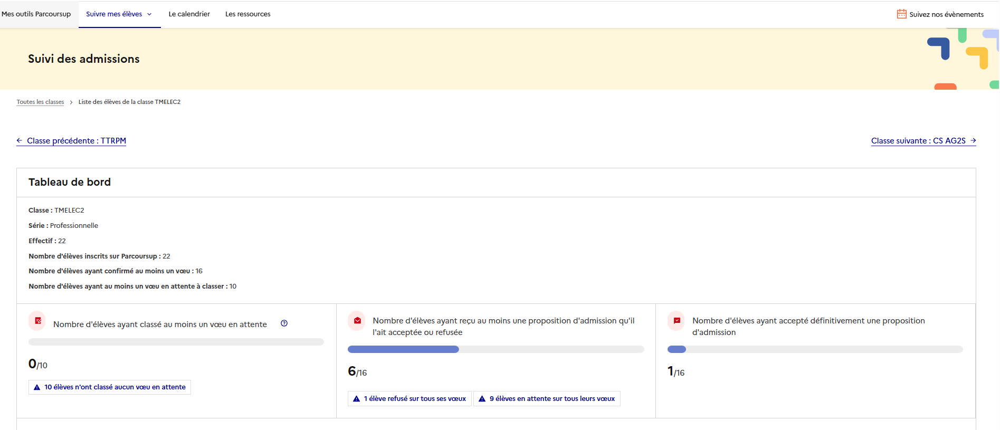 Mes outils Parcoursup
Suivre mes élèves
Le calendrier
Les ressources
Suivez nos évènements
Suivi des admissions
Toutes les classes > Liste des élèves de la classe TMELEC2
← Classe précédente : TTRPM
Classe suivante : CS AG2S →
Tableau de bord
Classe : TMELEC2
Série : Professionnelle
Effectif : 22
Nombre d'élèves inscrits sur Parcoursup : 22
Nombre d'élèves ayant confirmé au moins un vœu : 16
Nombre d'élèves ayant au moins un vœu en attente à classer : 10
Nombre d'élèves ayant classé au moins un vœu en attente
0/10
10 élèves n'ont classé aucun vœu en attente
Nombre d'élèves ayant reçu au moins une proposition d'admission qu'il
l'ait acceptée ou refusée
6/16
1 élève refusé sur tous ses vœux
9 élèves en attente sur tous leurs vœux
Nombre d'élèves ayant accepté définitivement une proposition
d'admission
1/16